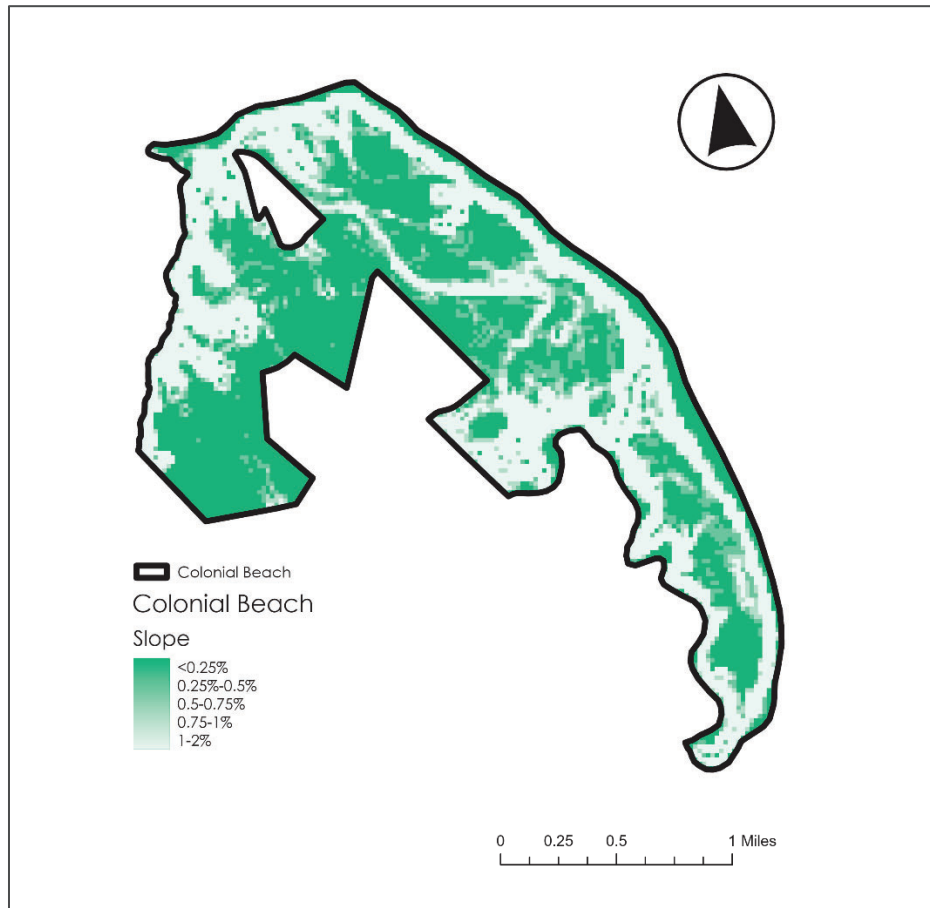 Colonial Beach
Colonial Beach
Slope
<0.25%
0.25%-0.5%
0.5-0.75%
0.75-1%
1-2%
0 0.25 0.5 1 Miles